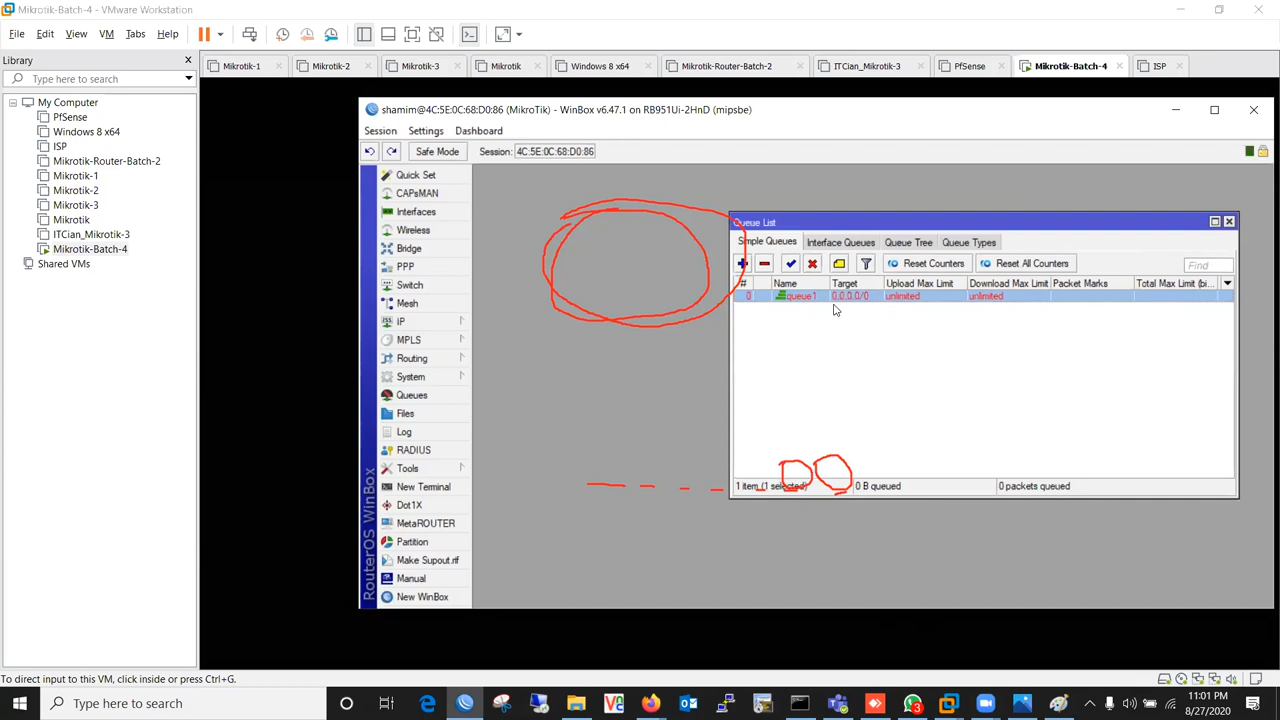 Mikrotik-Batch-4 - VMware Workstation
File Edit View VM Tabs Help
Library
Type here to search
My Computer
PfSense
Windows 8 x64
ISP
Mikrotik-Router-Batch-2
Mikrotik-1
Mikrotik-2
Mikrotik-3
Mikrotik
ITCian_Mikrotik-3
Mikrotik-Batch-4
Shared VMs
Mikrotik-1 Mikrotik-2 Mikrotik-3 Mikrotik Windows 8 x64 Mikrotik-Router-Batch-2 ITCian_Mikrotik-3 PfSense Mikrotik-Batch-4 ISP
shamim@4C:5E:0C:68:D0:86 (MikroTik) - WinBox v6.47.1 on RB951Ui-2HnD (mipsbe)
Session Settings Dashboard
Safe Mode Session: 4C:5E:0C:68:D0:86
Quick Set
CAPsMAN
Interfaces
Wireless
Bridge
PPP
Switch
Mesh
IP
MPLS
Routing
System
Queues
Files
Log
RADIUS
Tools
New Terminal
Dot1X
MetaROUTER
Partition
Make Supout.rif
Manual
New WinBox
RouterOS WinBox
Queue List
Simple Queues Interface Queues Queue Tree Queue Types
Reset Counters Reset All Counters Find
# Name Target Upload Max Limit Download Max Limit Packet Marks Total Max Limit (bi...
0 queue1 0.0.0.0/0 unlimited unlimited
1 item (1 selected) 0 B queued 0 packets queued
To direct input to this VM, click inside or press Ctrl+G.
Type here to search
3
11:01 PM
8/27/2020